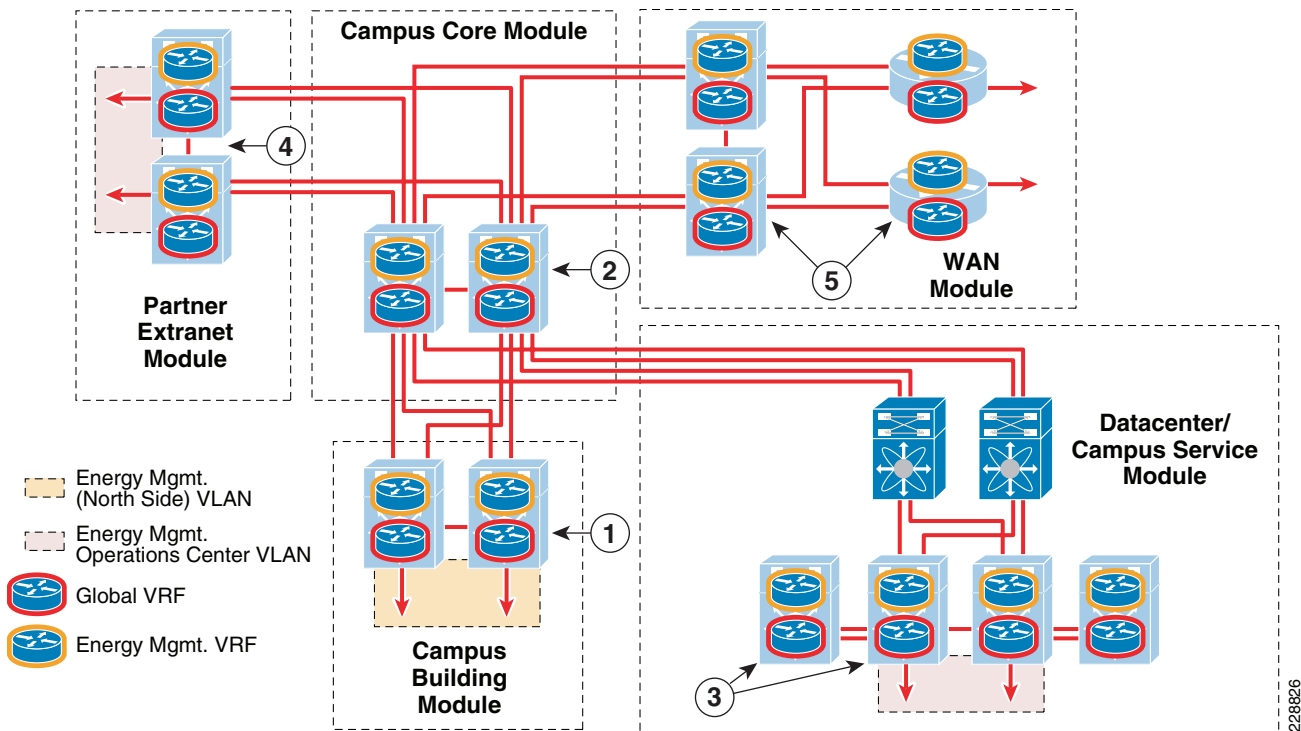 Campus Core Module
4
2
5
WAN
Module
Partner
Extranet
Module
Datacenter/
Campus Service
Module
Energy Mgmt.
(North Side) VLAN
Energy Mgmt.
Operations Center VLAN
Global VRF
Energy Mgmt. VRF
1
Campus
Building
Module
3
228826